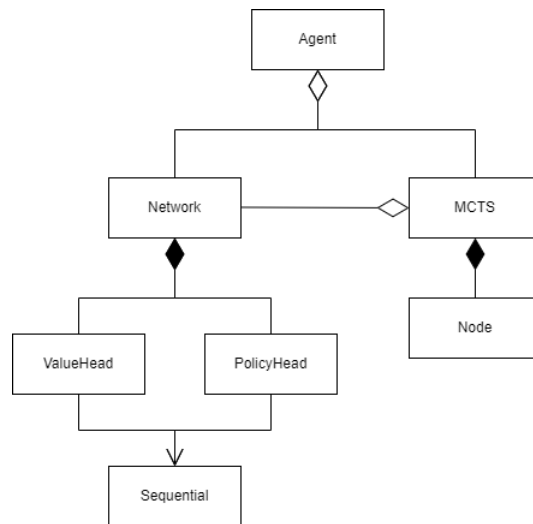 Agent
Network
MCTS
Node
ValueHead
PolicyHead
Sequential